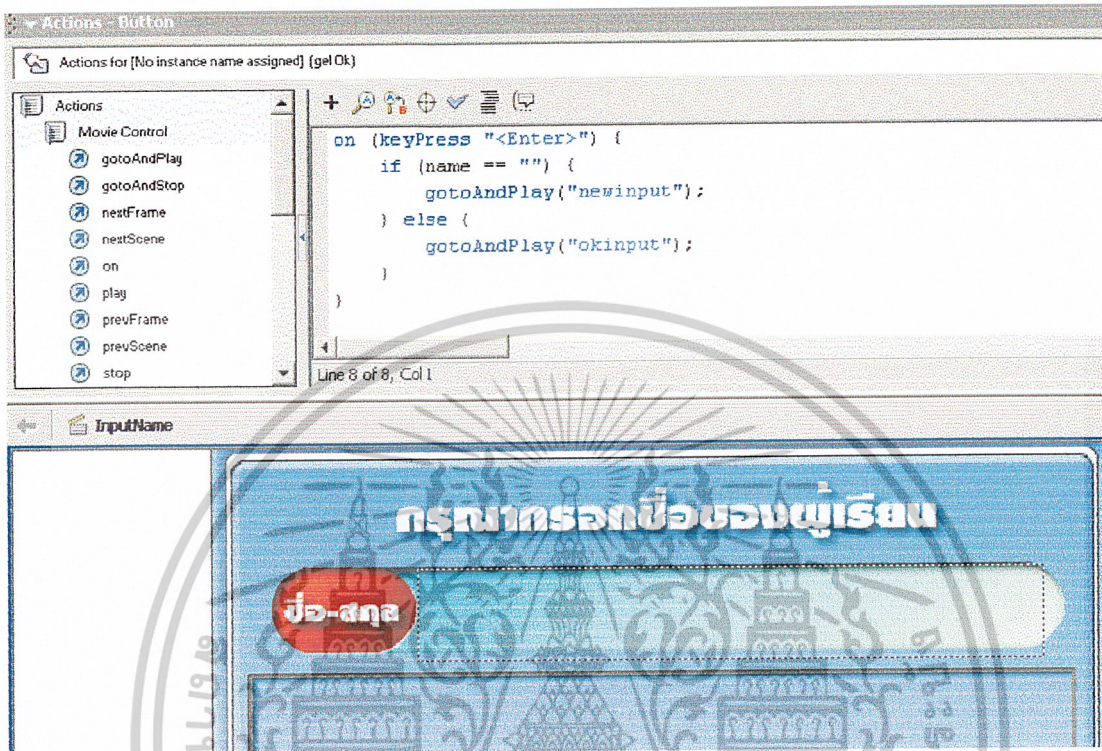 Actions - Button
Actions for [No instance name assigned] (gel Ok)
Actions
Movie Control
gotoAndPlay
gotoAndStop
nextFrame
nextScene
on
play
prevFrame
prevScene
stop
on (keyPress "<Enter>") {
if (name == "") {
gotoAndPlay("newinput");
} else {
gotoAndPlay("okinput");
}
}
Line 8 of 8, Col 1
InputName
กรุณากรอกชื่อของผู้เรียน
ชื่อ-สกุล